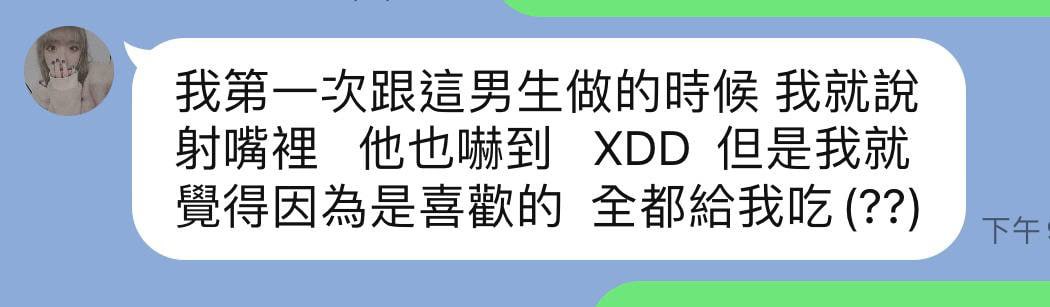 我第一次跟這男生做的時候 我就說
射嘴裡 他也嚇到 XDD 但是我就
覺得因為是喜歡的 全都給我吃(??)
下午